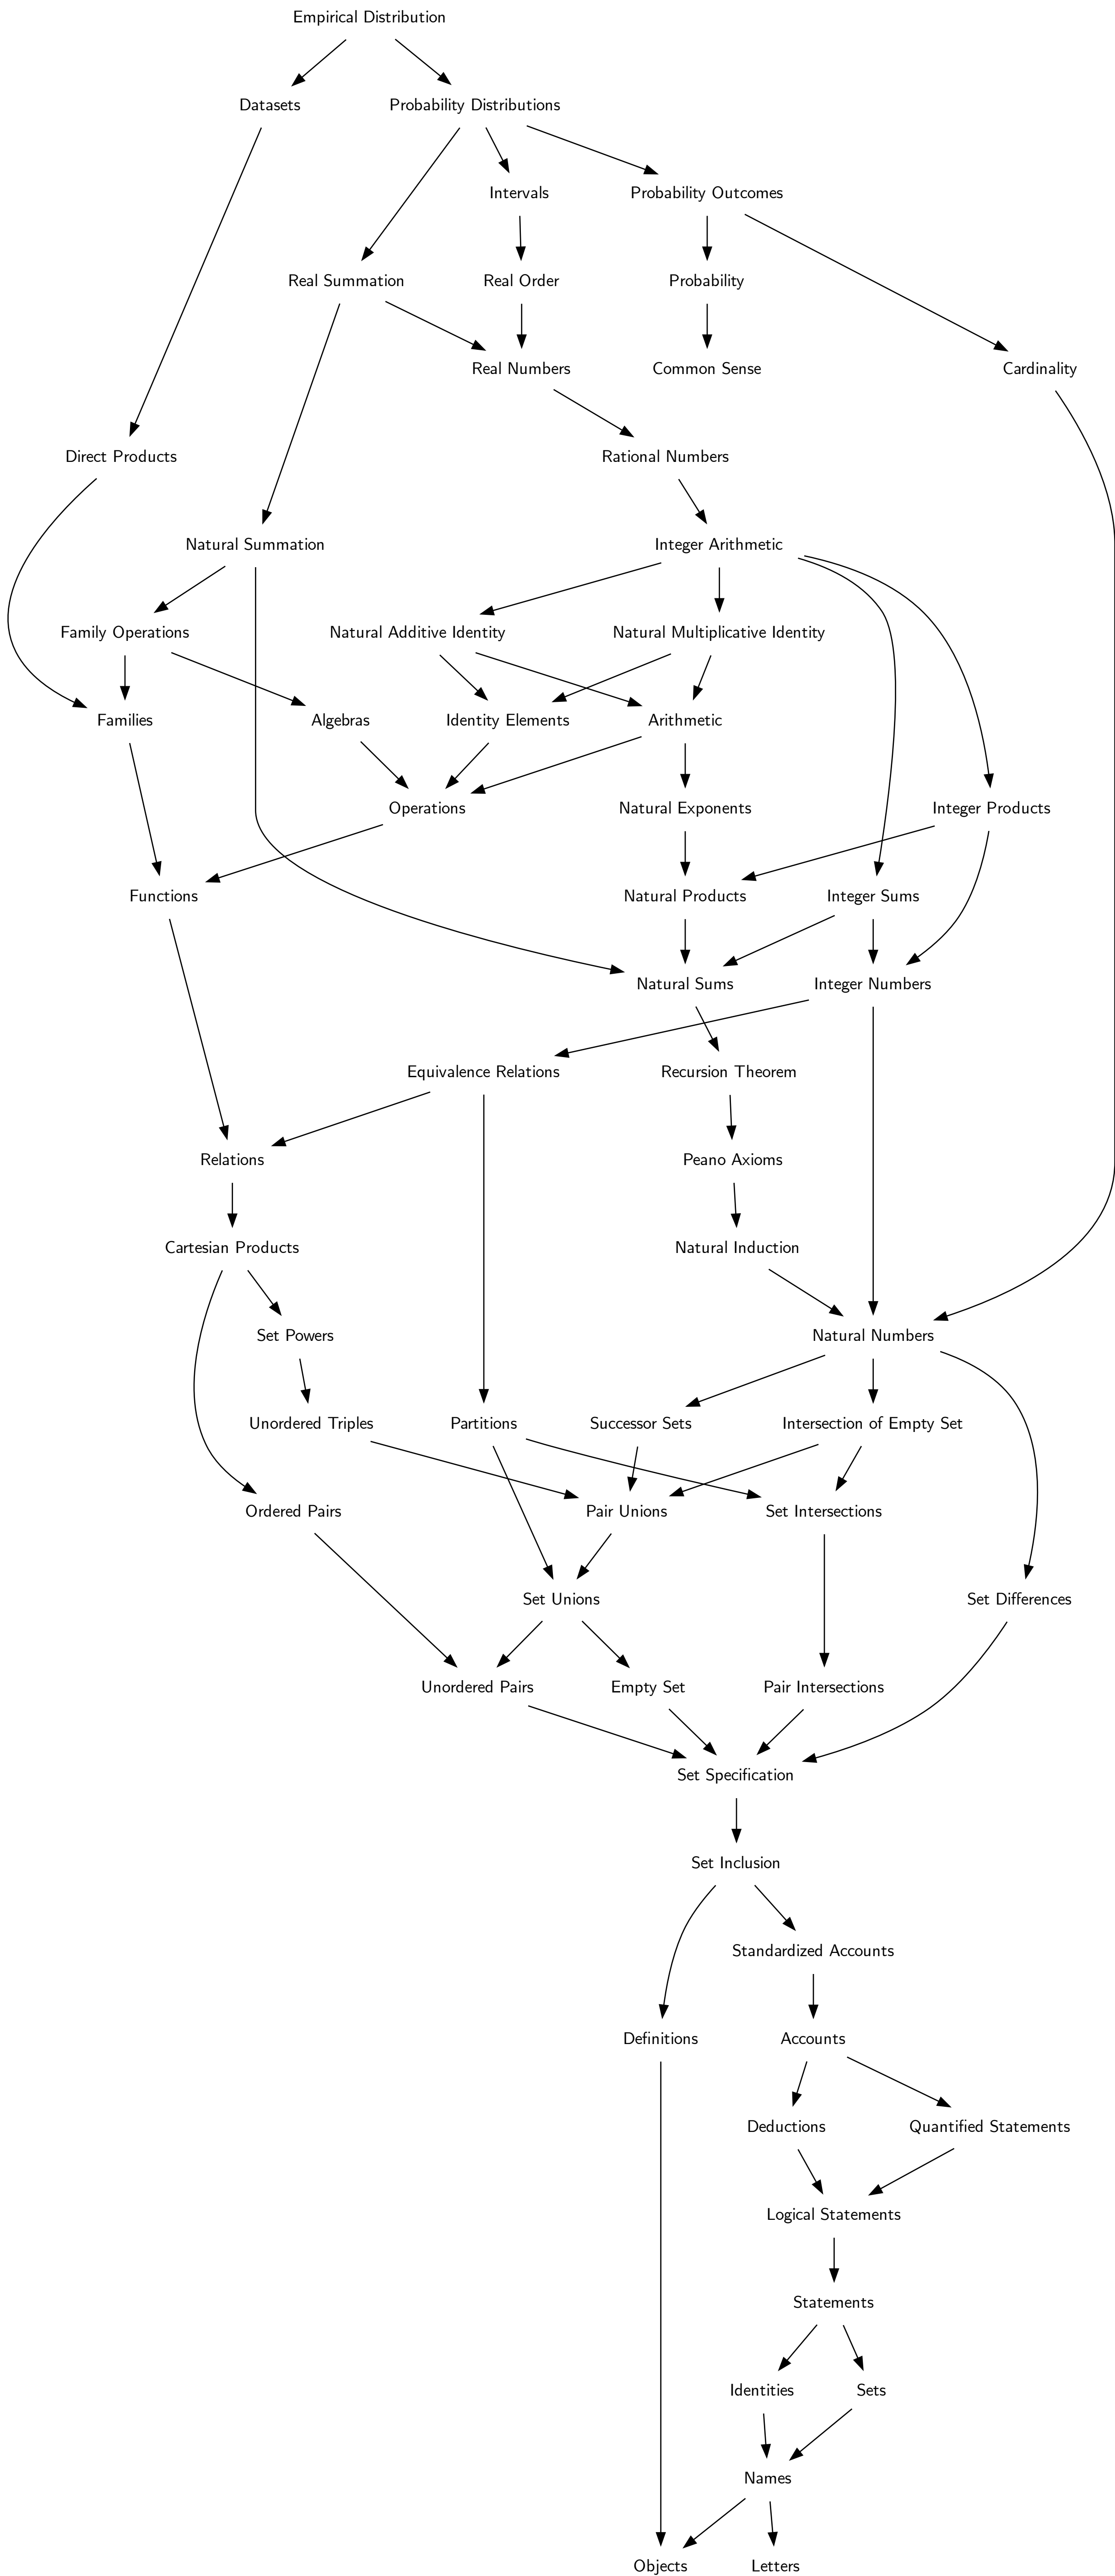 Empirical Distribution
Datasets
Probability Distributions
Intervals
Probability Outcomes
Real Summation
Real Order
Probability
Real Numbers
Common Sense
Cardinality
Direct Products
Rational Numbers
Natural Summation
Integer Arithmetic
Family Operations
Natural Additive Identity
Natural Multiplicative Identity
Families
Algebras
Identity Elements
Arithmetic
Operations
Natural Exponents
Integer Products
Functions
Natural Products
Integer Sums
Natural Sums
Integer Numbers
Equivalence Relations
Recursion Theorem
Relations
Peano Axioms
Cartesian Products
Natural Induction
Set Powers
Natural Numbers
Unordered Triples
Partitions
Successor Sets
Intersection of Empty Set
Ordered Pairs
Pair Unions
Set Intersections
Set Unions
Set Differences
Unordered Pairs
Empty Set
Pair Intersections
Set Specification
Set Inclusion
Standardized Accounts
Definitions
Accounts
Deductions
Quantified Statements
Logical Statements
Statements
Identities
Sets
Names
Objects
Letters